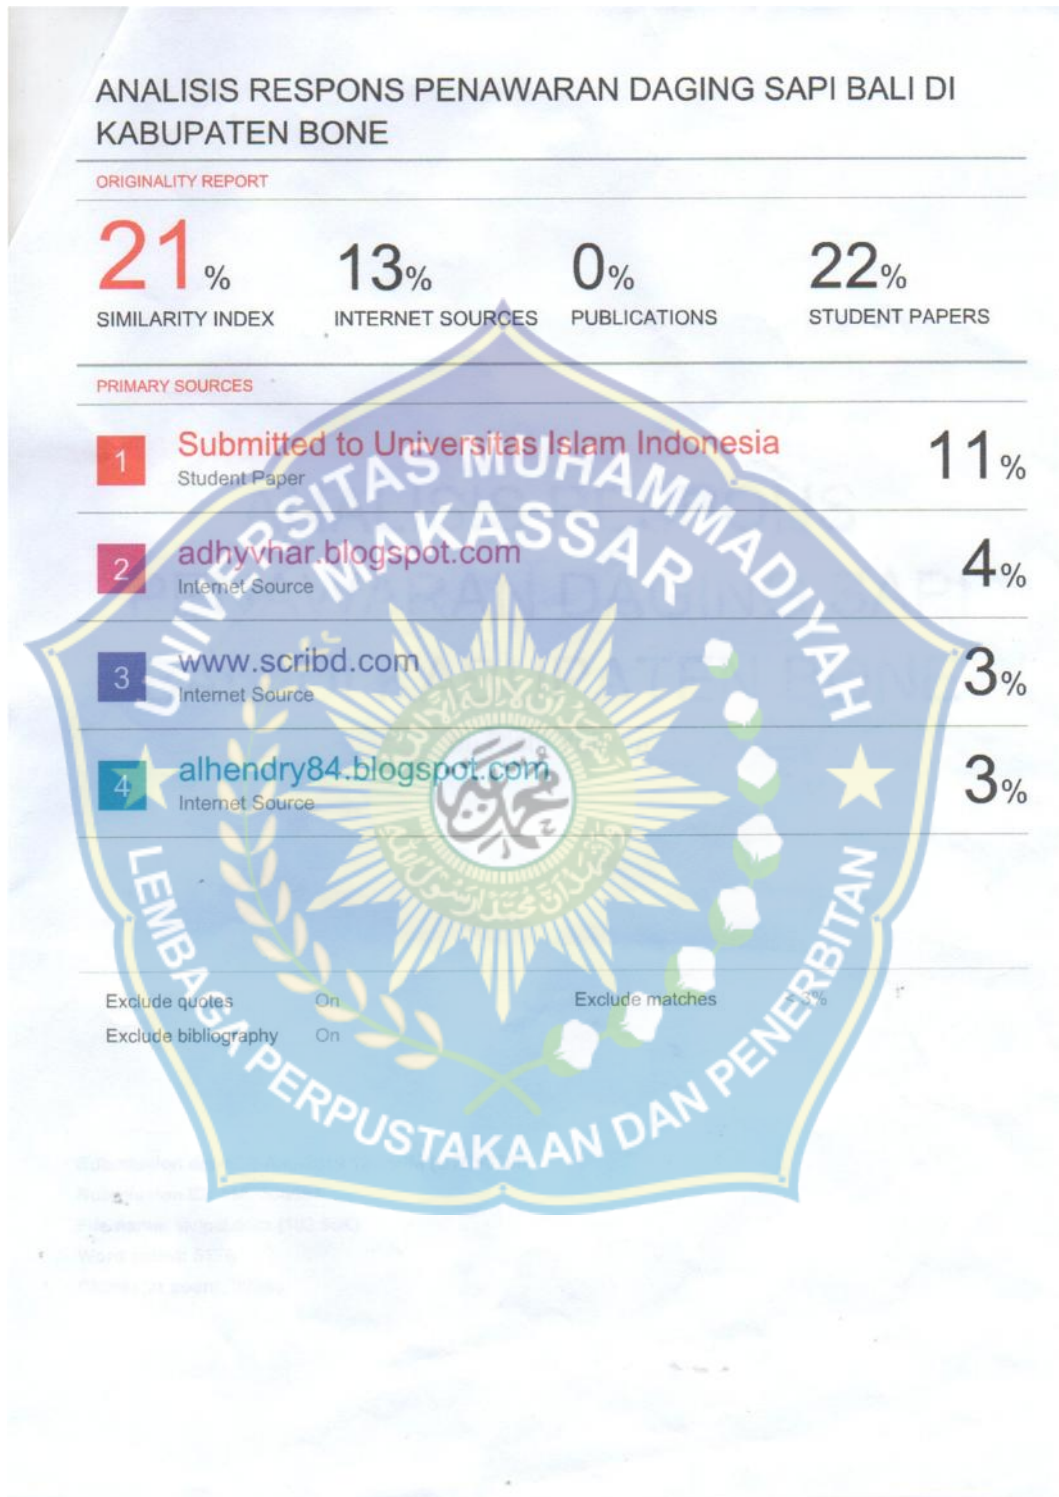 ANALISIS RESPONS PENAWARAN DAGING SAPI BALI DI
KABUPATEN BONE
ORIGINALITY REPORT
21%
SIMILARITY INDEX
13%
INTERNET SOURCES
0%
PUBLICATIONS
22%
STUDENT PAPERS
PRIMARY SOURCES
1
Submitted to Universitas Islam Indonesia
Student Paper
11%
2
adhyvhar.blogspot.com
Internet Source
4%
3
www.scribd.com
Internet Source
3%
4
alhendry84.blogspot.com
Internet Source
3%
Exclude quotes On
Exclude matches < 3%
Exclude bibliography On
UNIVERSITAS MUHAMMADIYAH
MAKASSAR
LEMBAGA PERPUSTAKAAN DAN PENERBITAN